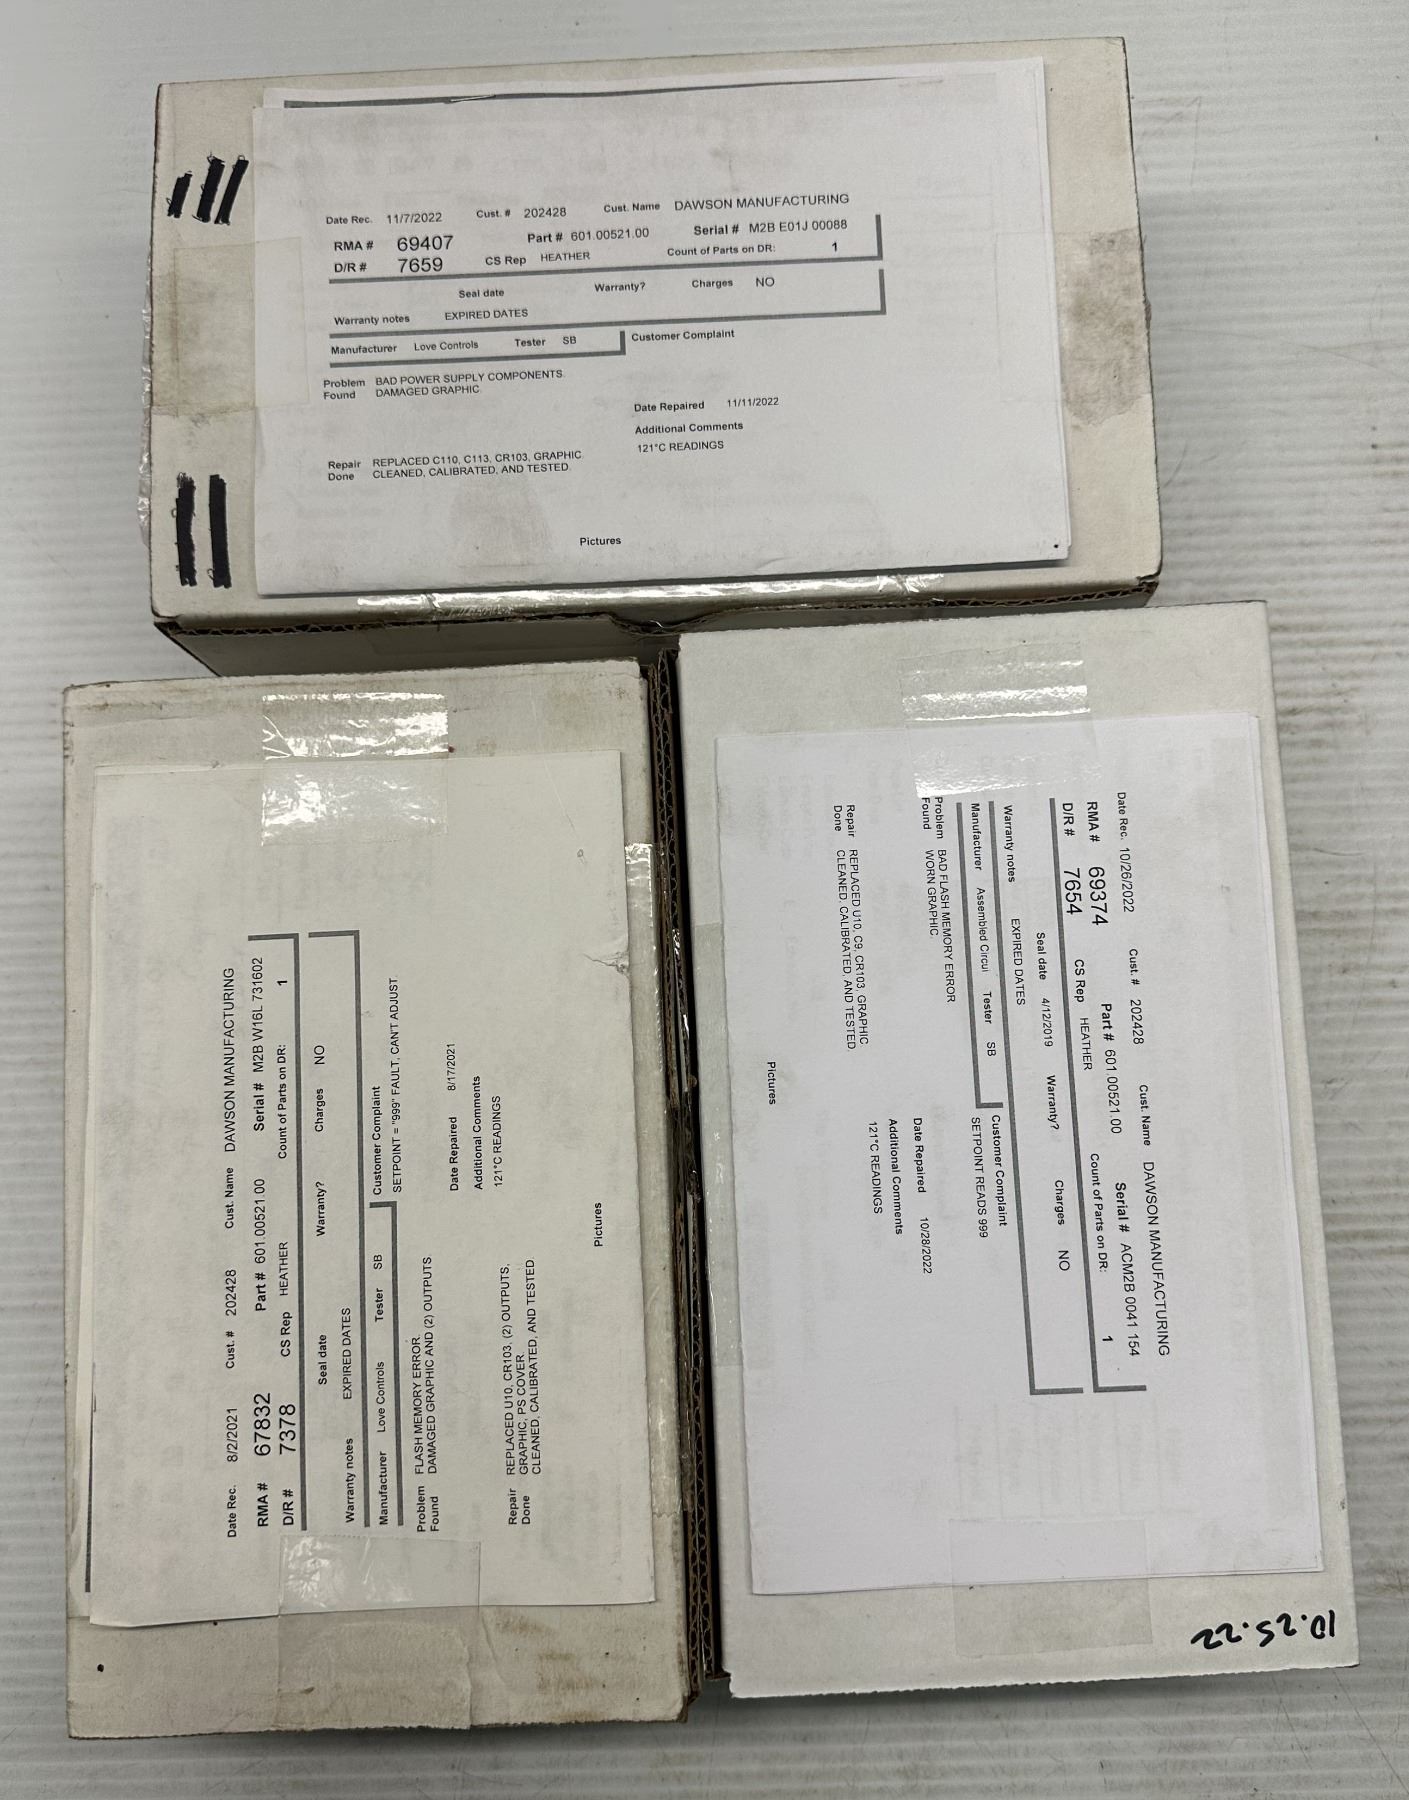 Date Rec. 11/7/2022 Cust. # 202428 Cust. Name DAWSON MANUFACTURING
RMA # 69407 Part # 601.00521.00 Serial # M2B E01J 00088
D/R # 7659 CS Rep HEATHER Count of Parts on DR: 1
Seal date Warranty? Charges NO
Warranty notes EXPIRED DATES
Manufacturer Love Controls Tester SB Customer Complaint
Problem BAD POWER SUPPLY COMPONENTS.
Found DAMAGED GRAPHIC.
Date Repaired 11/11/2022
Additional Comments
121°C READINGS
Repair REPLACED C110, C113, CR103, GRAPHIC.
Done CLEANED, CALIBRATED, AND TESTED.
Pictures
Date Rec. 8/2/2021 Cust. # 202428 Cust. Name DAWSON MANUFACTURING
RMA # 67832 Part # 601.00521.00 Serial # M2B W16L 731602
D/R # 7378 CS Rep HEATHER Count of Parts on DR: 1
Seal date Warranty? Charges NO
Warranty notes EXPIRED DATES
Manufacturer Love Controls Tester SB Customer Complaint
SETPOINT = "999" FAULT, CAN'T ADJUST.
Problem FLASH MEMORY ERROR.
Found DAMAGED GRAPHIC AND (2) OUTPUTS.
Date Repaired 8/17/2021
Additional Comments
121°C READINGS
Repair REPLACED U10, CR103, (2) OUTPUTS,
Done GRAPHIC, PS COVER.
CLEANED, CALIBRATED, AND TESTED.
Pictures
Date Rec. 10/26/2022 Cust. # 202428 Cust. Name DAWSON MANUFACTURING
RMA # 69374 Part # 601.00521.00 Serial # ACM2B 0041 154
D/R # 7654 CS Rep HEATHER Count of Parts on DR: 1
Seal date 4/12/2019 Warranty? Charges NO
Warranty notes EXPIRED DATES
Manufacturer Assembled Circui Tester SB Customer Complaint
SETPOINT READS 999
Problem BAD FLASH MEMORY ERROR
Found WORN GRAPHIC.
Date Repaired 10/28/2022
Additional Comments
121°C READINGS
Repair REPLACED U10, C9, CR103, GRAPHIC.
Done CLEANED, CALIBRATED, AND TESTED.
Pictures
10.25.22